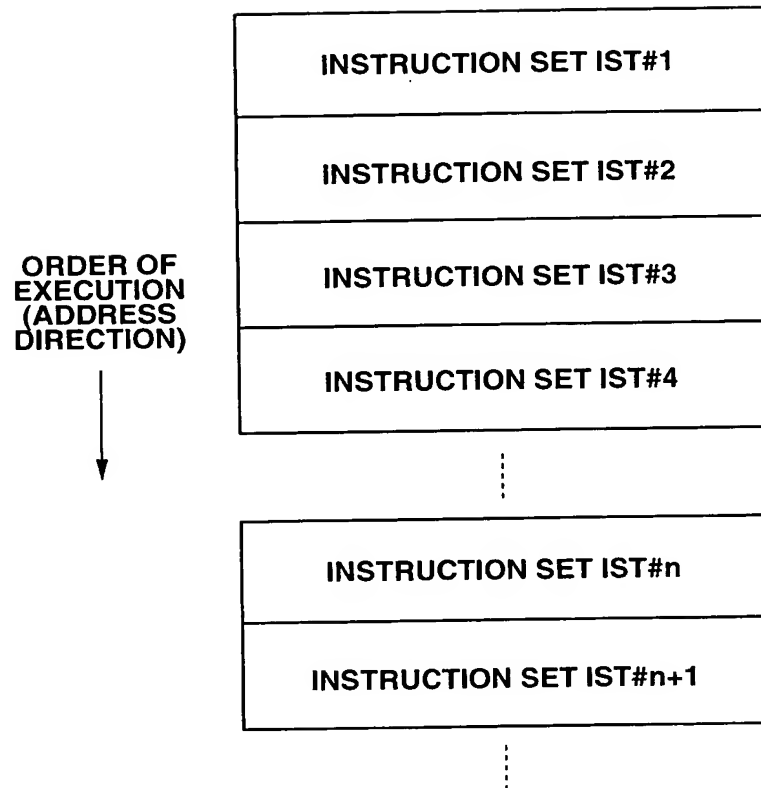 INSTRUCTION SET IST#1
INSTRUCTION SET IST#2
ORDER OF
EXECUTION
(ADDRESS
DIRECTION)
INSTRUCTION SET IST#3
INSTRUCTION SET IST#4
INSTRUCTION SET IST#n
INSTRUCTION SET IST#n+1